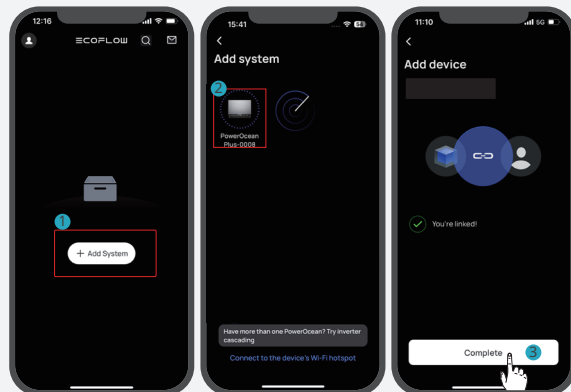 12:16
ECOFLOW
1
+ Add System
15:41
Add system
2
PowerOcean
Plus-0008
Have more than one PowerOcean? Try inverter
cascading
Connect to the device's Wi-Fi hotspot
11:10
5G
Add device
You're linked!
Complete
3